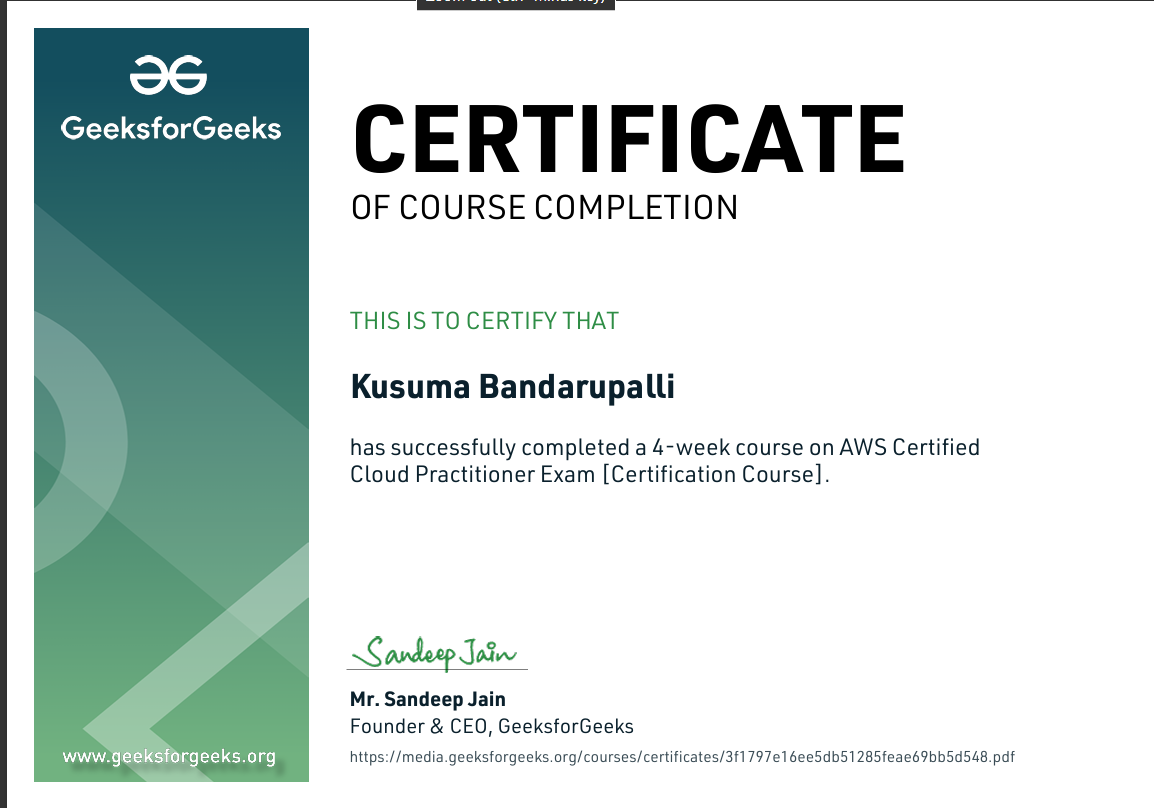 GeeksforGeeks
CERTIFICATE
OF COURSE COMPLETION
THIS IS TO CERTIFY THAT
Kusuma Bandarupalli
has successfully completed a 4-week course on AWS Certified
Cloud Practitioner Exam [Certification Course].
Sandeep Jain
Mr. Sandeep Jain
Founder & CEO, GeeksforGeeks
https://media.geeksforgeeks.org/courses/certificates/3f1797e16ee5db51285feae69bb5d548.pdf
www.geeksforgeeks.org